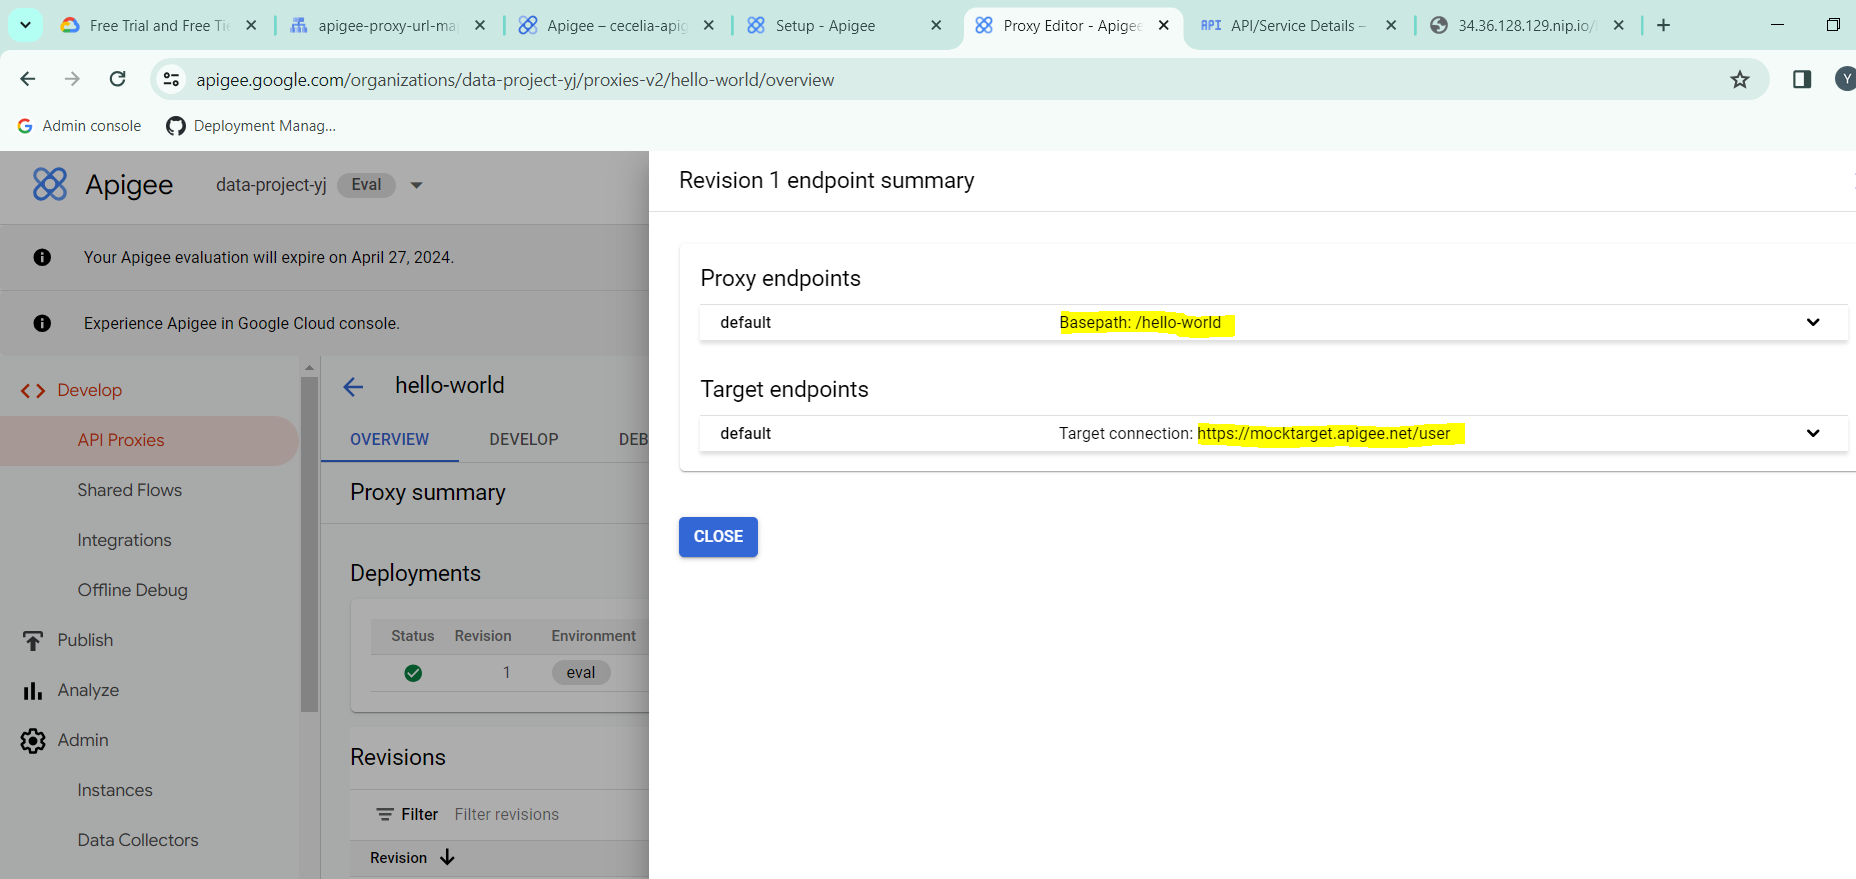 Free Trial and Free Tie
apigee-proxy-url-ma
Apigee – cecelia-apig
Setup - Apigee
Proxy Editor - Apigee
API API/Service Details –
34.36.128.129.nip.io/
apigee.google.com/organizations/data-project-yj/proxies-v2/hello-world/overview
Y
Admin console
Deployment Manag...
Apigee
data-project-yj
Eval
Your Apigee evaluation will expire on April 27, 2024.
Experience Apigee in Google Cloud console.
Develop
API Proxies
Shared Flows
Integrations
Offline Debug
Publish
Analyze
Admin
Instances
Data Collectors
hello-world
OVERVIEW DEVELOP DEB
Proxy summary
Deployments
Status Revision Environment
1 eval
Revisions
Filter Filter revisions
Revision
Revision 1 endpoint summary
Proxy endpoints
default Basepath: /hello-world
Target endpoints
default Target connection: https://mocktarget.apigee.net/user
CLOSE